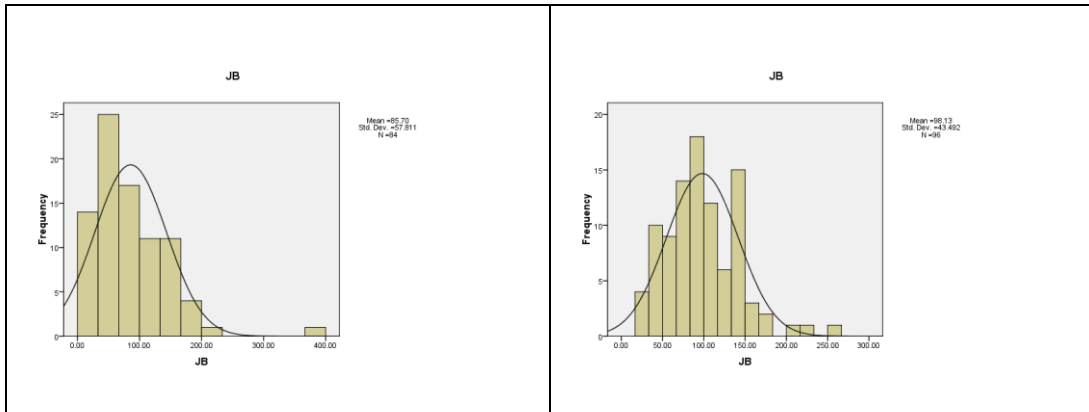 JB
Mean =85.70
Std. Dev. =57.811
N =84
25
20
15
10
5
0
Frequency
0.00 100.00 200.00 300.00 400.00
JB
JB
Mean =98.13
Std. Dev. =43.492
N =96
20
15
10
5
0
Frequency
0.00 50.00 100.00 150.00 200.00 250.00 300.00
JB